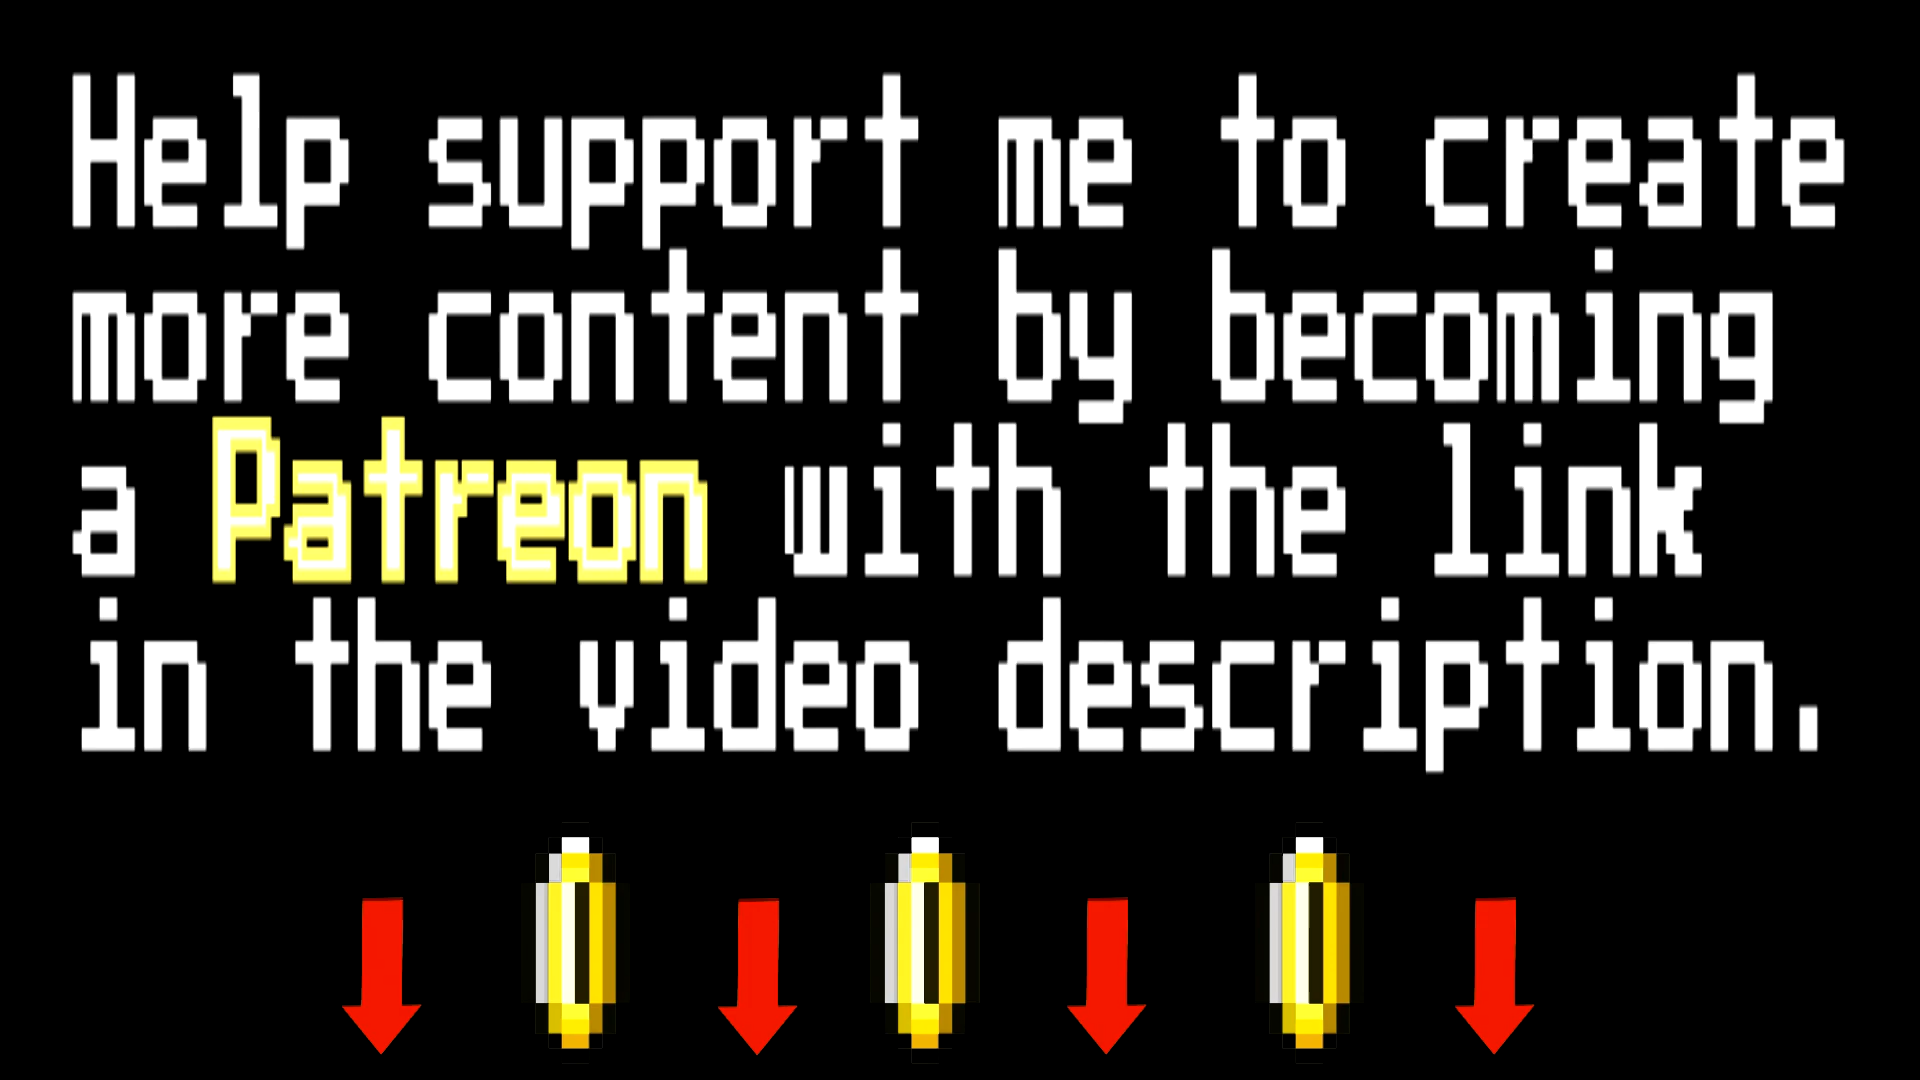 Help support me to create
more content by becoming
a Patreon with the link
in the video description.